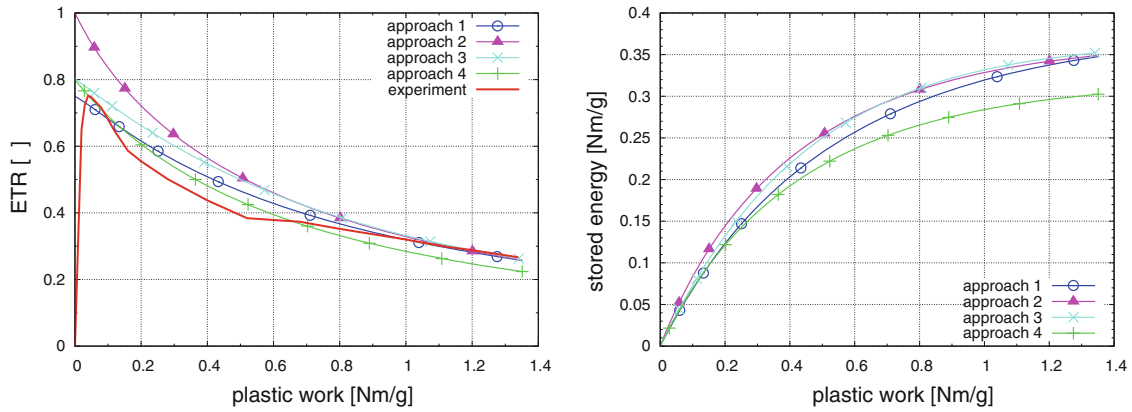 1
0.8
0.6
0.4
0.2
0
0 0.2 0.4 0.6 0.8 1 1.2 1.4
ETR [ ]
plastic work [Nm/g]
approach 1
approach 2
approach 3
approach 4
experiment
0.4
0.35
0.3
0.25
0.2
0.15
0.1
0.05
0
0 0.2 0.4 0.6 0.8 1 1.2 1.4
stored energy [Nm/g]
plastic work [Nm/g]
approach 1
approach 2
approach 3
approach 4